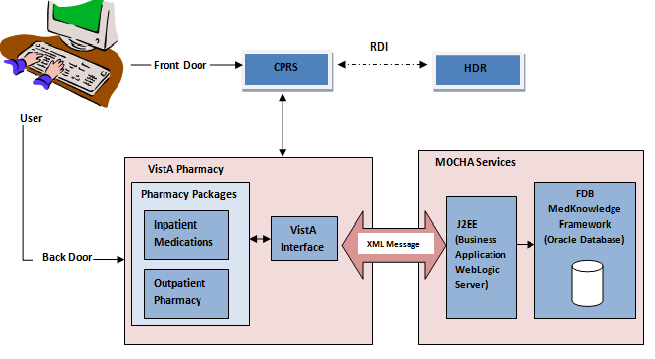 RDI
Front Door
CPRS
HDR
User
VistA Pharmacy
MOCHA Services
Pharmacy Packages
FDB
MedKnowledge
Framework
(Oracle Database)
Inpatient
Medications
VistA
Interface
XML Message
J2EE
(Business
Application
WebLogic
Server)
Back Door
Outpatient
Pharmacy